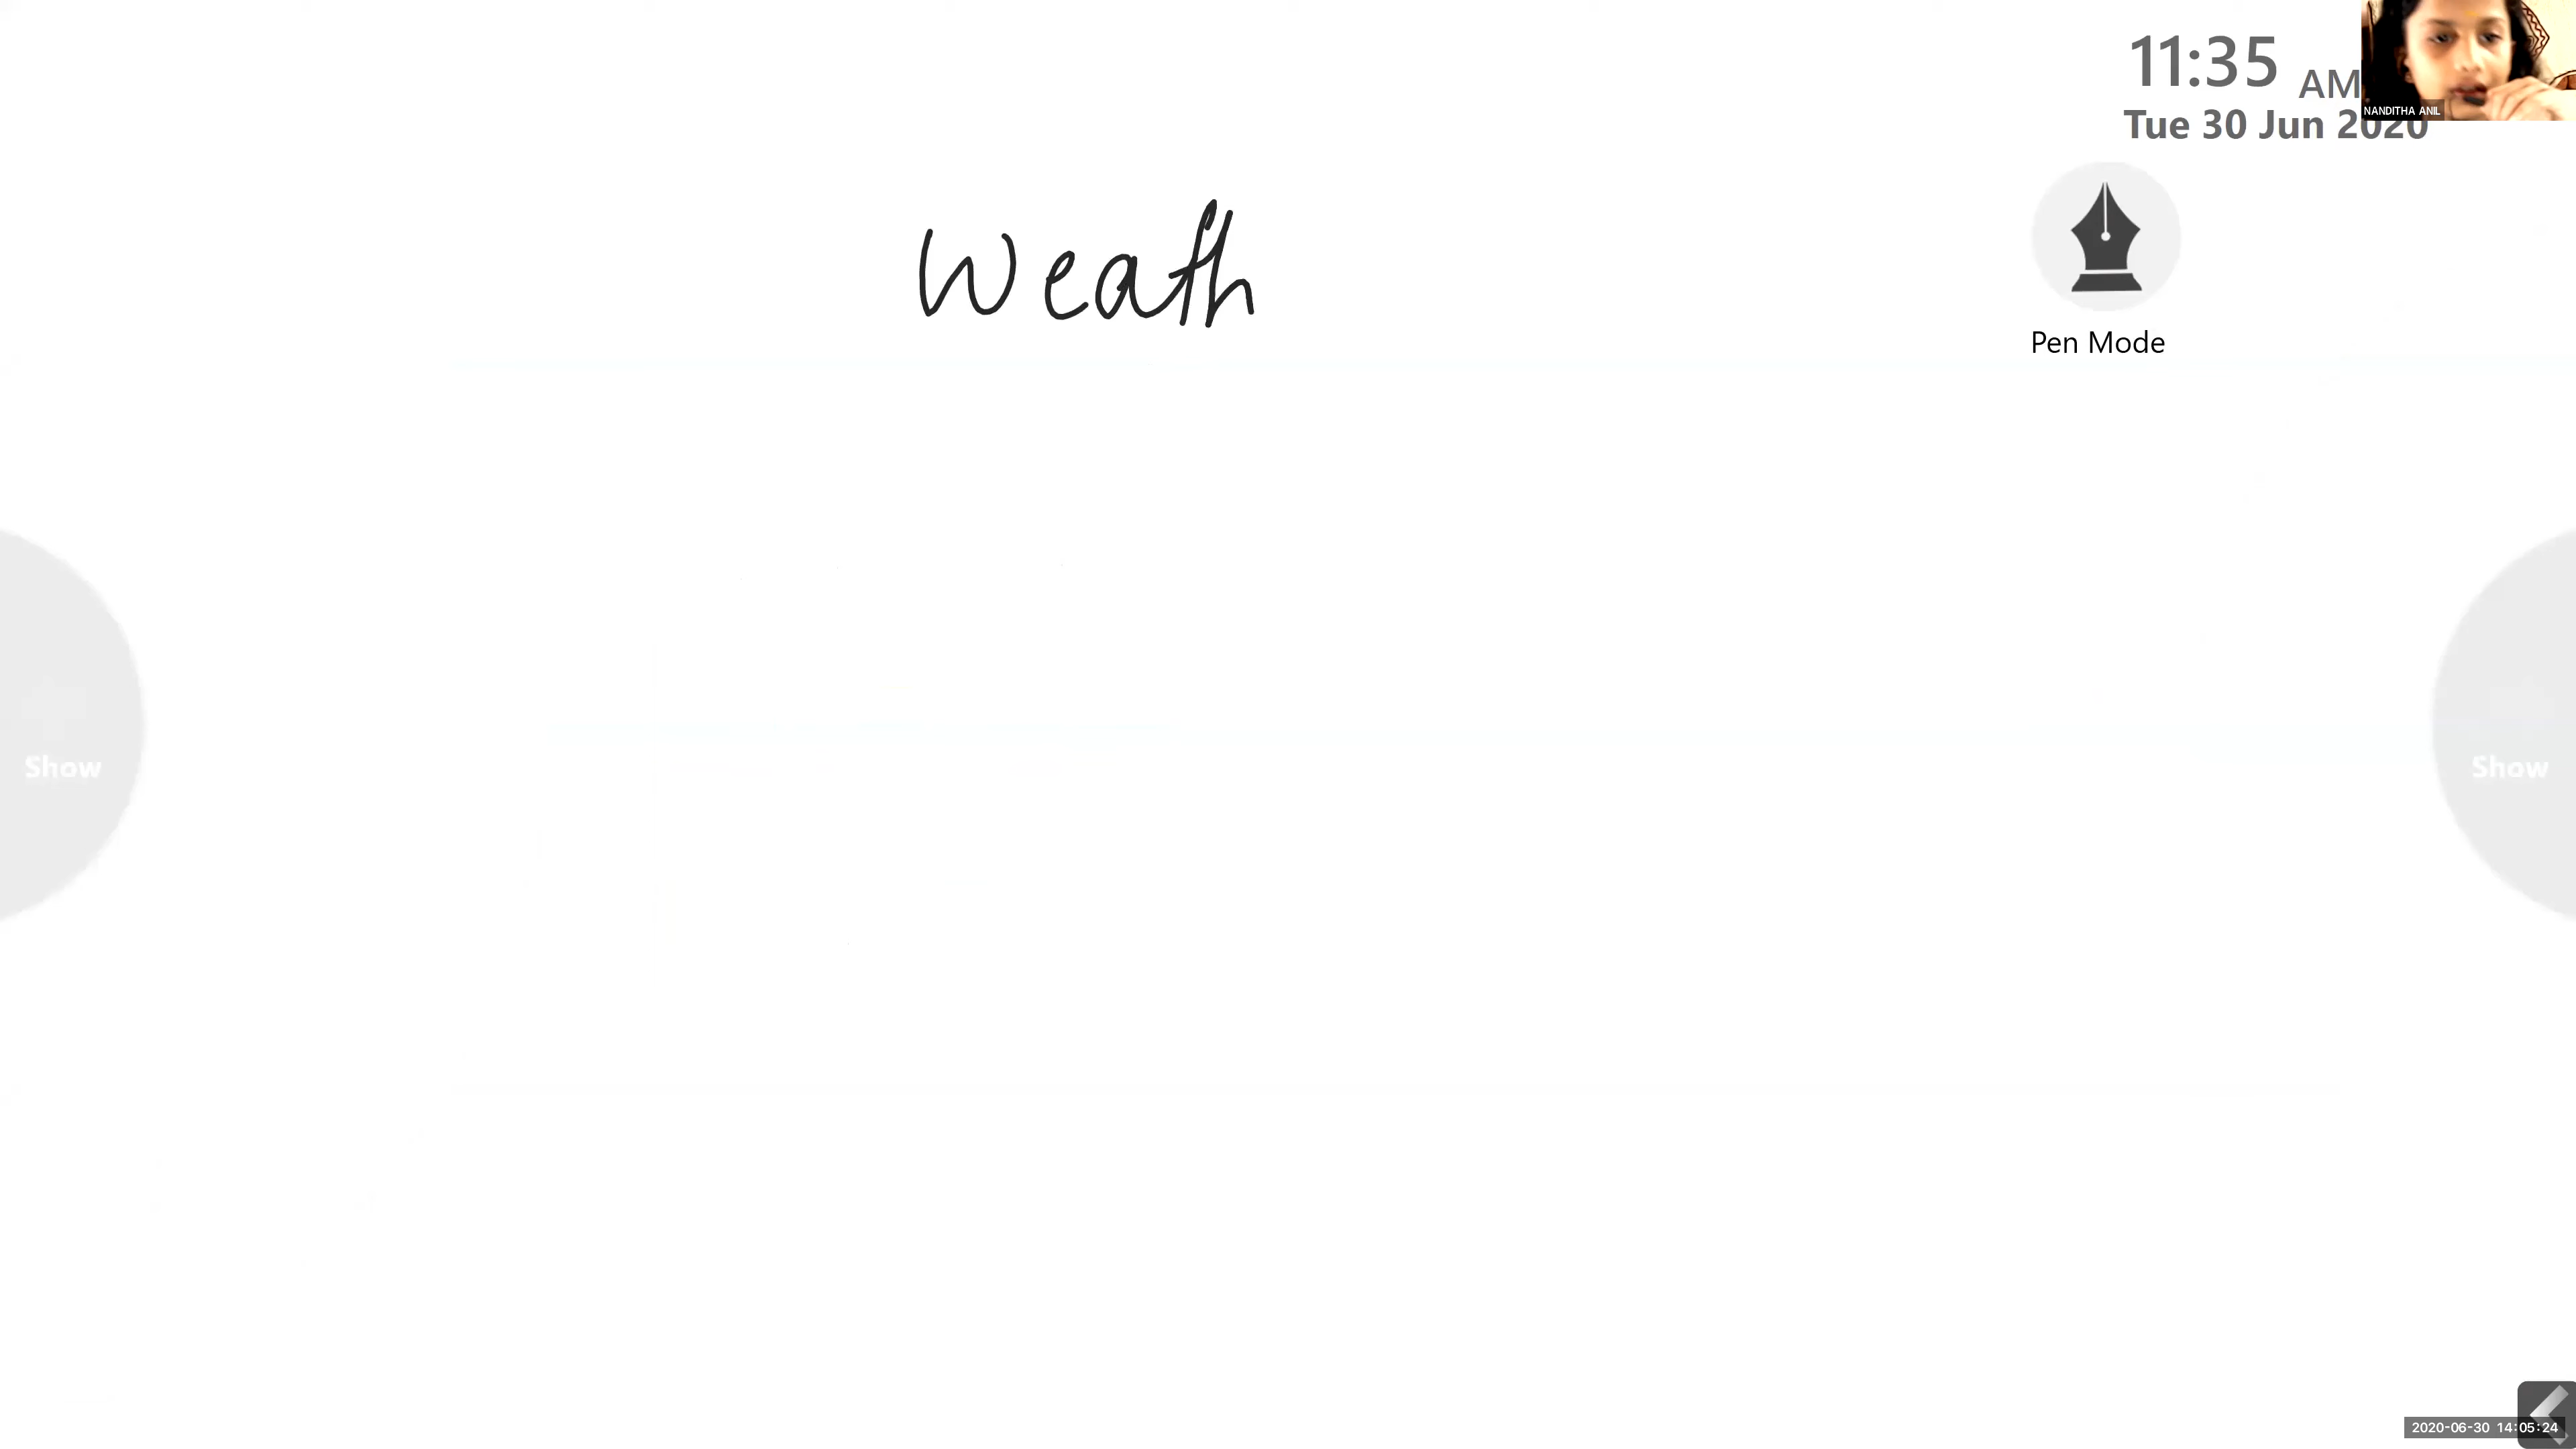 11:35 AM
NANDITHA ANIL
Tue 30 Jun 2020
Weath
Pen Mode
Show
Show
2020-06-30 14:05:24